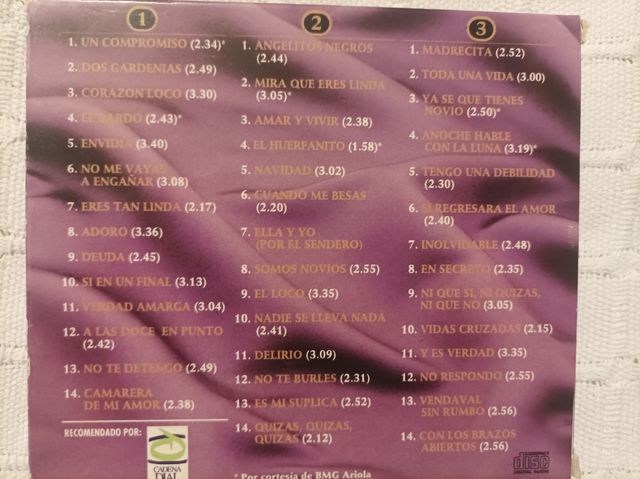 1
1. UN COMPROMISO (2.34)*
2. DOS GARDENIAS (2.49)
3. CORAZON LOCO (3.30)
4. EL BARDO (2.43)*
5. ENVIDIA (3.40)
6. NO ME VAYAS
A ENGAÑAR (3.08)
7. ERES TAN LINDA (2.17)
8. ADORO (3.36)
9. DEUDA (2.45)
10. SI EN UN FINAL (3.13)
11. VERDAD AMARGA (3.04)
12. A LAS DOCE EN PUNTO
(2.42)
13. NO TE DETENGO (2.49)
14. CAMARERA
DE MI AMOR (2.38)
RECOMENDADO POR:
CADENA
DIAL
2
1. ANGELITOS NEGROS
(2.44)
2. MIRA QUE ERES LINDA
(3.05)*
3. AMAR Y VIVIR (2.38)
4. EL HUERFANITO (1.58)*
5. NAVIDAD (3.02)
6. CUANDO ME BESAS
(2.20)
7. ELLA Y YO
(POR EL SENDERO)
8. SOMOS NOVIOS (2.55)
9. EL LOCO (3.35)
10. NADIE SE LLEVA NADA
(2.41)
11. DELIRIO (3.09)
12. NO TE BURLES (2.31)
13. ES MI SUPLICA (2.52)
14. QUIZAS, QUIZAS,
QUIZAS (2.12)
* Por cortesía de BMG Ariola
3
1. MADRECITA (2.52)
2. TODA UNA VIDA (3.00)
3. YA SE QUE TIENES
NOVIO (2.50)*
4. ANOCHE HABLE
CON LA LUNA (3.19)*
5. TENGO UNA DEBILIDAD
(2.30)
6. SI REGRESARA EL AMOR
(2.40)
7. INOLVIDABLE (2.48)
8. EN SECRETO (2.35)
9. NI QUE SI, NI QUIZAS,
NI QUE NO (3.05)
10. VIDAS CRUZADAS (2.15)
11. Y ES VERDAD (3.35)
12. NO RESPONDO (2.55)
13. VENDAVAL
SIN RUMBO (2.56)
14. CON LOS BRAZOS
ABIERTOS (2.56)
COMPACT
disc
DIGITAL AUDIO